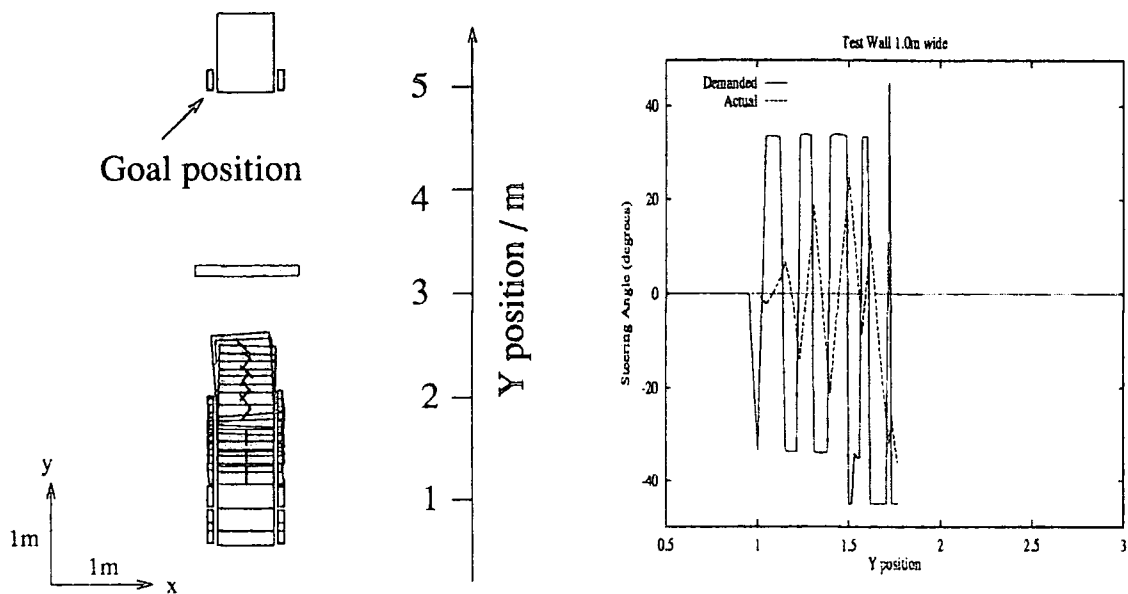 Goal position
5
4
3
2
1
Y position / m
y
1m
1m
x
Test Wall 1.0m wide
Demanded
Actual
40
20
0
-20
-40
Steering Angle (degrees)
0.5
1
1.5
2
2.5
3
Y position